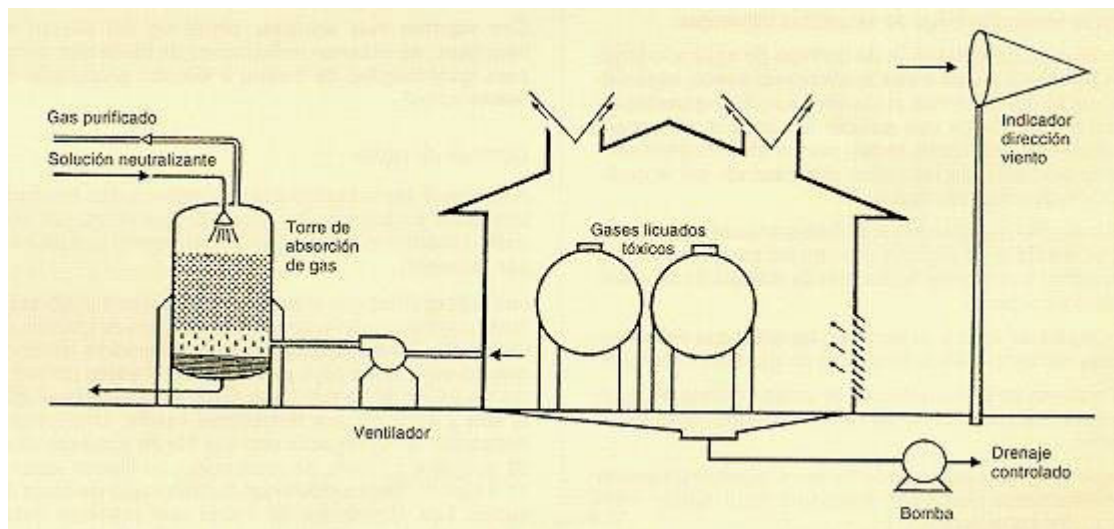 Gas purificado
Solución neutralizante
Torre de
absorción
de gas
Ventilador
Gases licuados
tóxicos
Indicador
dirección
viento
Drenaje
controlado
Bomba